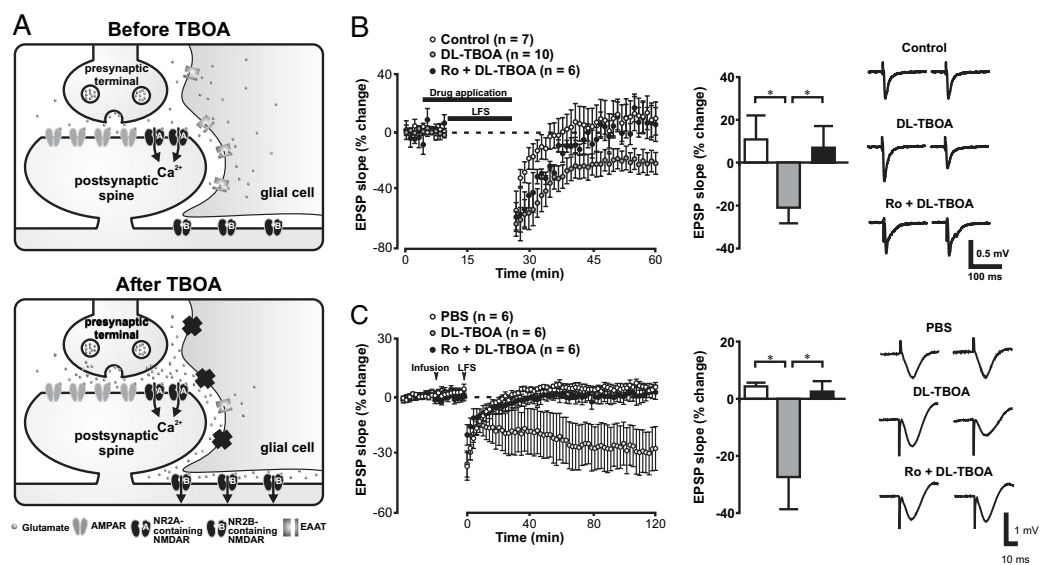 A
Before TBOA
presynaptic
terminal
Ca2+
postsynaptic
spine
glial cell
B
B
B
After TBOA
presynaptic
terminal
A
A
Ca2+
postsynaptic
spine
glial cell
B
B
B
Glutamate
AMPAR
A
NR2A-
containing
NMDAR
B
NR2B-
containing
NMDAR
EAAT
B
Control (n = 7)
DL-TBOA (n = 10)
Ro + DL-TBOA (n = 6)
EPSP slope (% change)
40
0
-40
-80
Drug application
LFS
0
15
30
45
60
Time (min)
EPSP slope (% change)
40
20
0
-20
-40
*
*
Control
DL-TBOA
Ro + DL-TBOA
0.5 mV
100 ms
C
PBS (n = 6)
DL-TBOA (n = 6)
Ro + DL-TBOA (n = 6)
EPSP slope (% change)
30
0
-30
-60
Infusion
LFS
0
40
80
120
Time (min)
EPSP slope (% change)
20
0
-20
-40
*
*
PBS
DL-TBOA
Ro + DL-TBOA
1 mV
10 ms